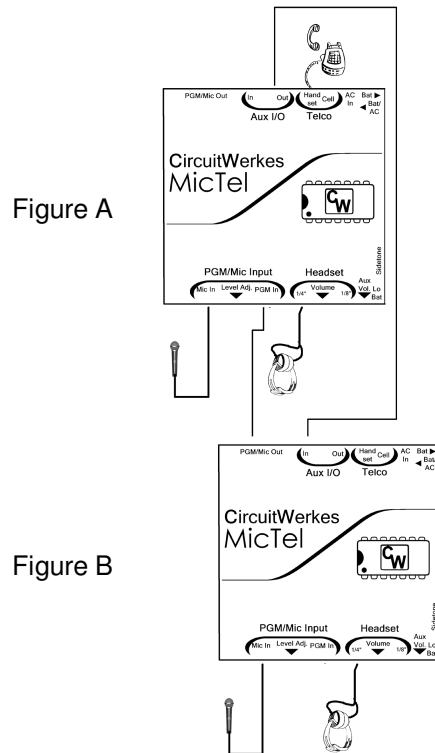 PGM/Mic Out
In Out
Aux I/O
Hand set Cell
Telco
AC In
Bat ▶
◀ Bat/ AC
CircuitWerkes
MicTel
CW
Figure A
Sidetone
PGM/Mic Input
Mic In Level Adj. PGM In
Headset
1/4" Volume 1/8"
Aux Vol.
Lo Bat
PGM/Mic Out
In Out
Aux I/O
Hand set Cell
Telco
AC In
Bat ▶
◀ Bat/ AC
CircuitWerkes
MicTel
CW
Figure B
Sidetone
PGM/Mic Input
Mic In Level Adj. PGM In
Headset
1/4" Volume 1/8"
Aux Vol.
Lo Bat